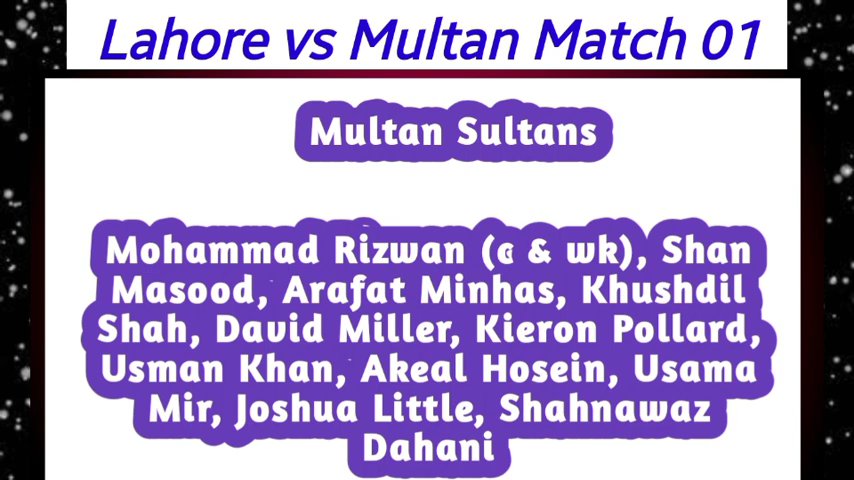 Lahore vs Multan Match 01
Multan Sultans
Mohammad Rizwan (c & wk), Shan
Masood, Arafat Minhas, Khushdil
Shah, David Miller, Kieron Pollard,
Usman Khan, Akeal Hosein, Usama
Mir, Joshua Little, Shahnawaz
Dahani